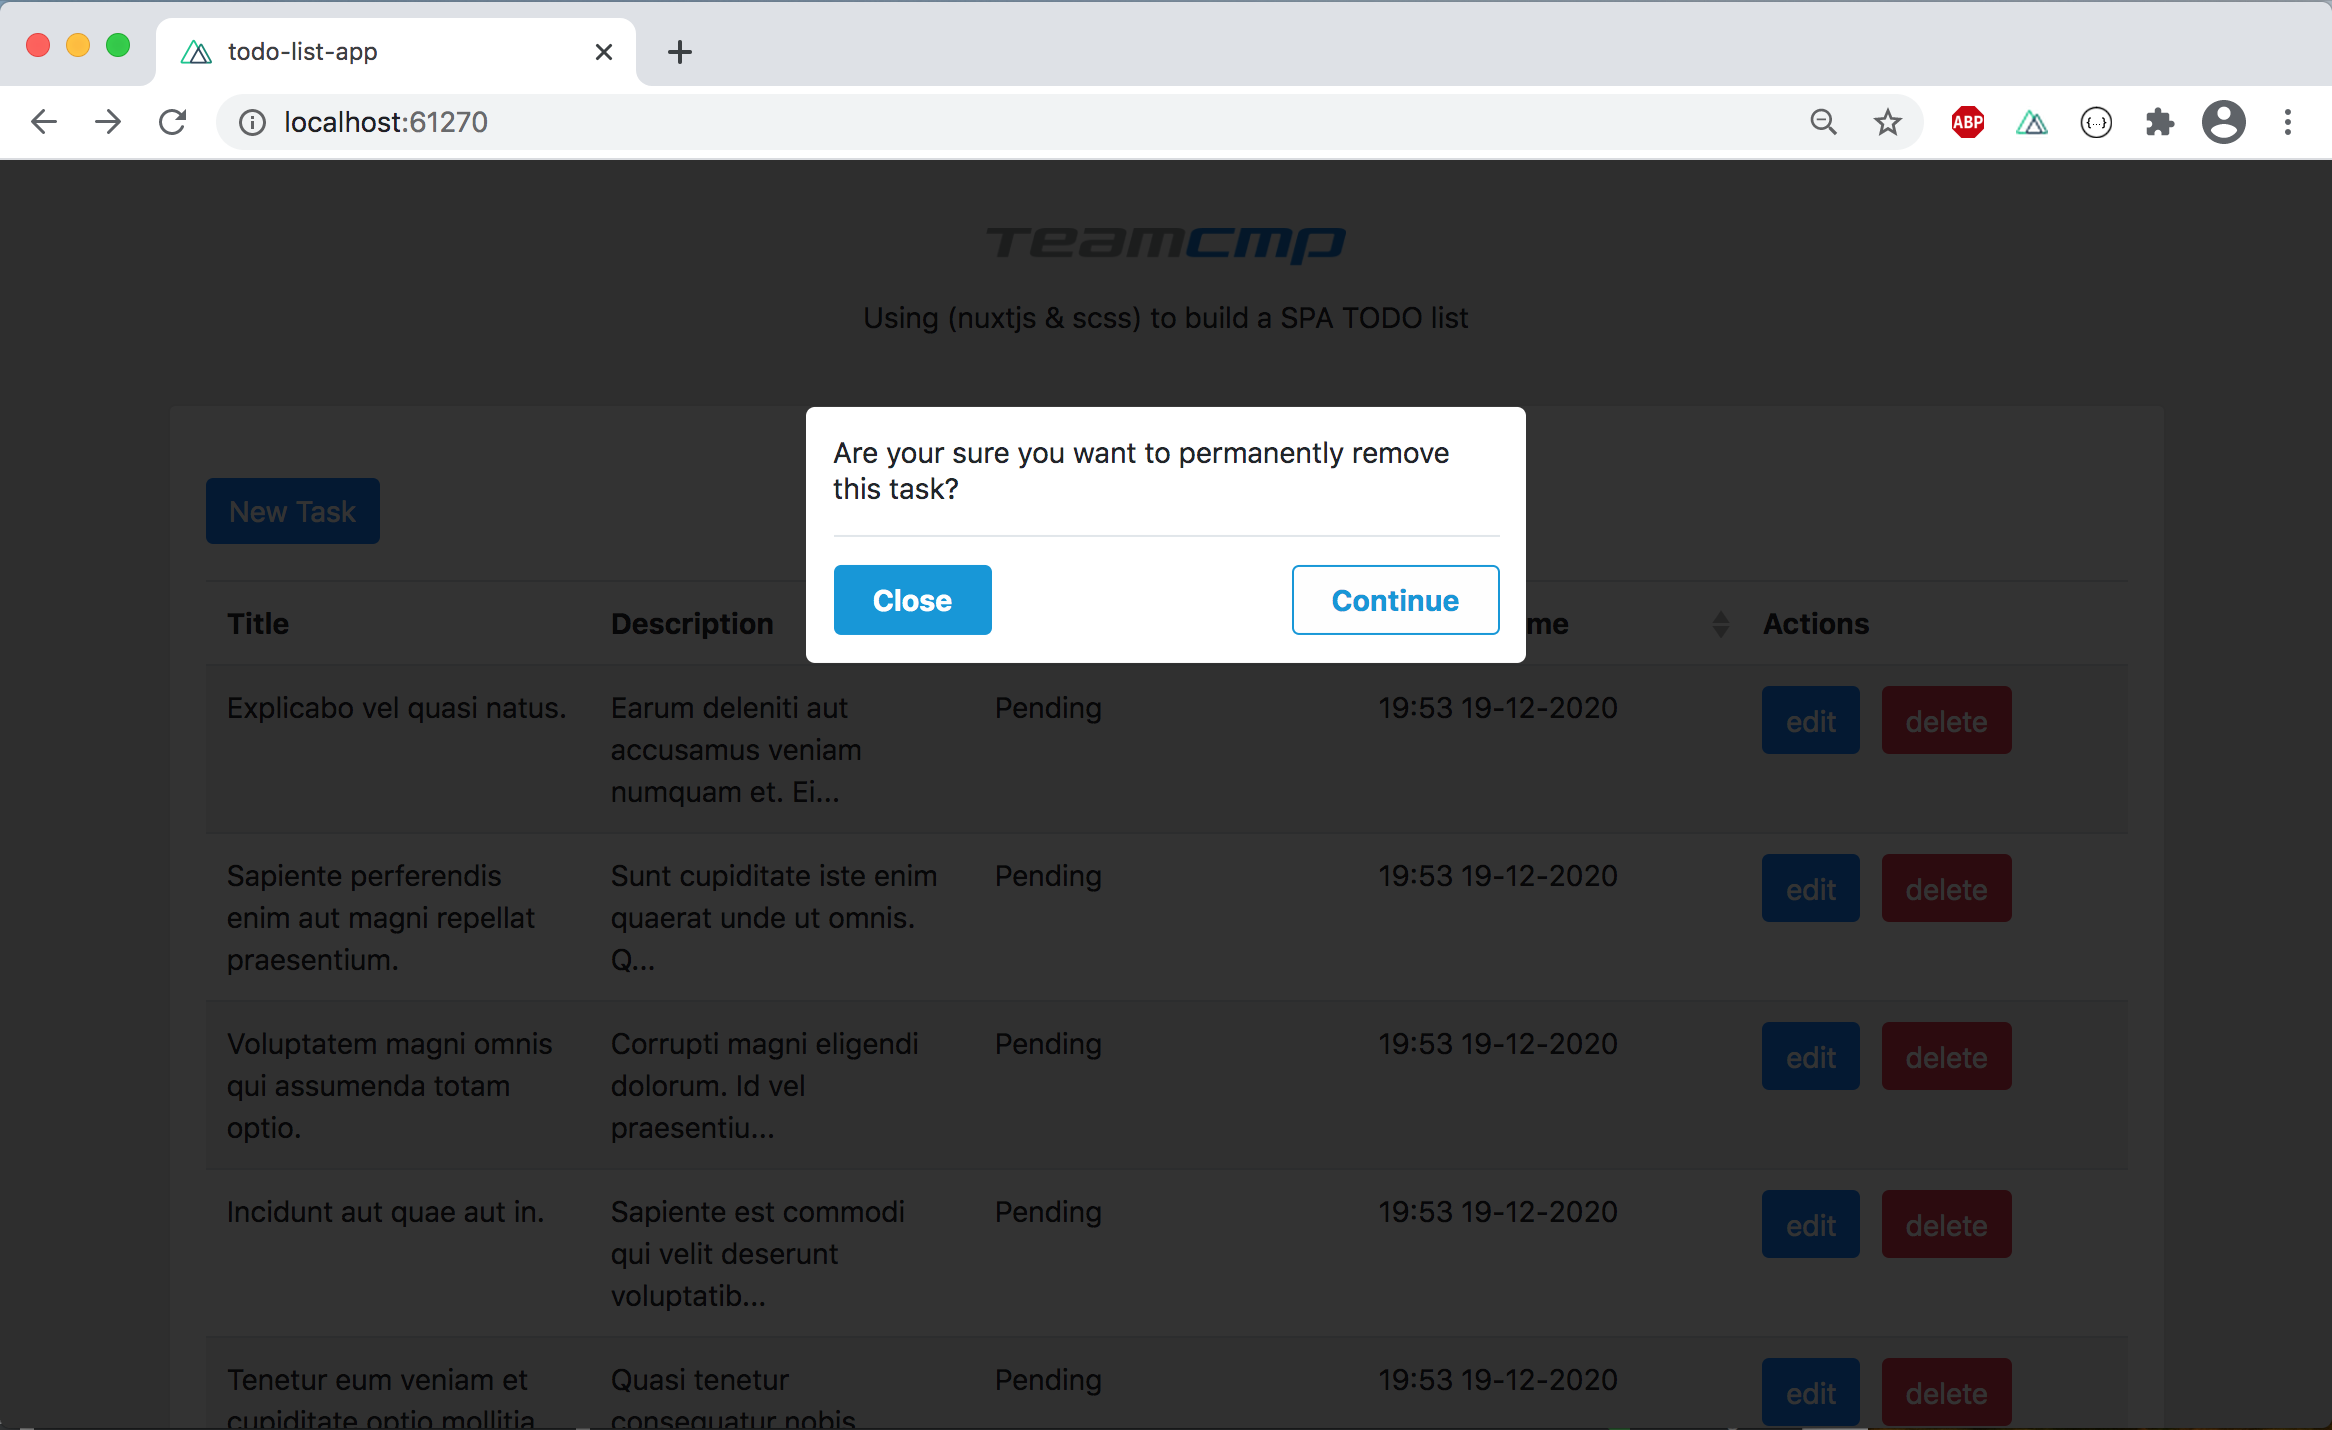 todo-list-app
localhost:61270
ABP
{...}
Teamcmp
Using (nuxtjs & scss) to build a SPA TODO list
Are your sure you want to permanently remove
this task?
New Task
Close
Continue
Title
Description
me
Actions
Explicabo vel quasi natus.
Earum deleniti aut
accusamus veniam
numquam et. Ei...
Pending
19:53 19-12-2020
edit
delete
Sapiente perferendis
enim aut magni repellat
praesentium.
Sunt cupiditate iste enim
quaerat unde ut omnis.
Q...
Pending
19:53 19-12-2020
edit
delete
Voluptatem magni omnis
qui assumenda totam
optio.
Corrupti magni eligendi
dolorum. Id vel
praesentiu...
Pending
19:53 19-12-2020
edit
delete
Incidunt aut quae aut in.
Sapiente est commodi
qui velit deserunt
voluptatib...
Pending
19:53 19-12-2020
edit
delete
Tenetur eum veniam et
cupiditate optio mollitia
Quasi tenetur
consequatur nobis
Pending
19:53 19-12-2020
edit
delete